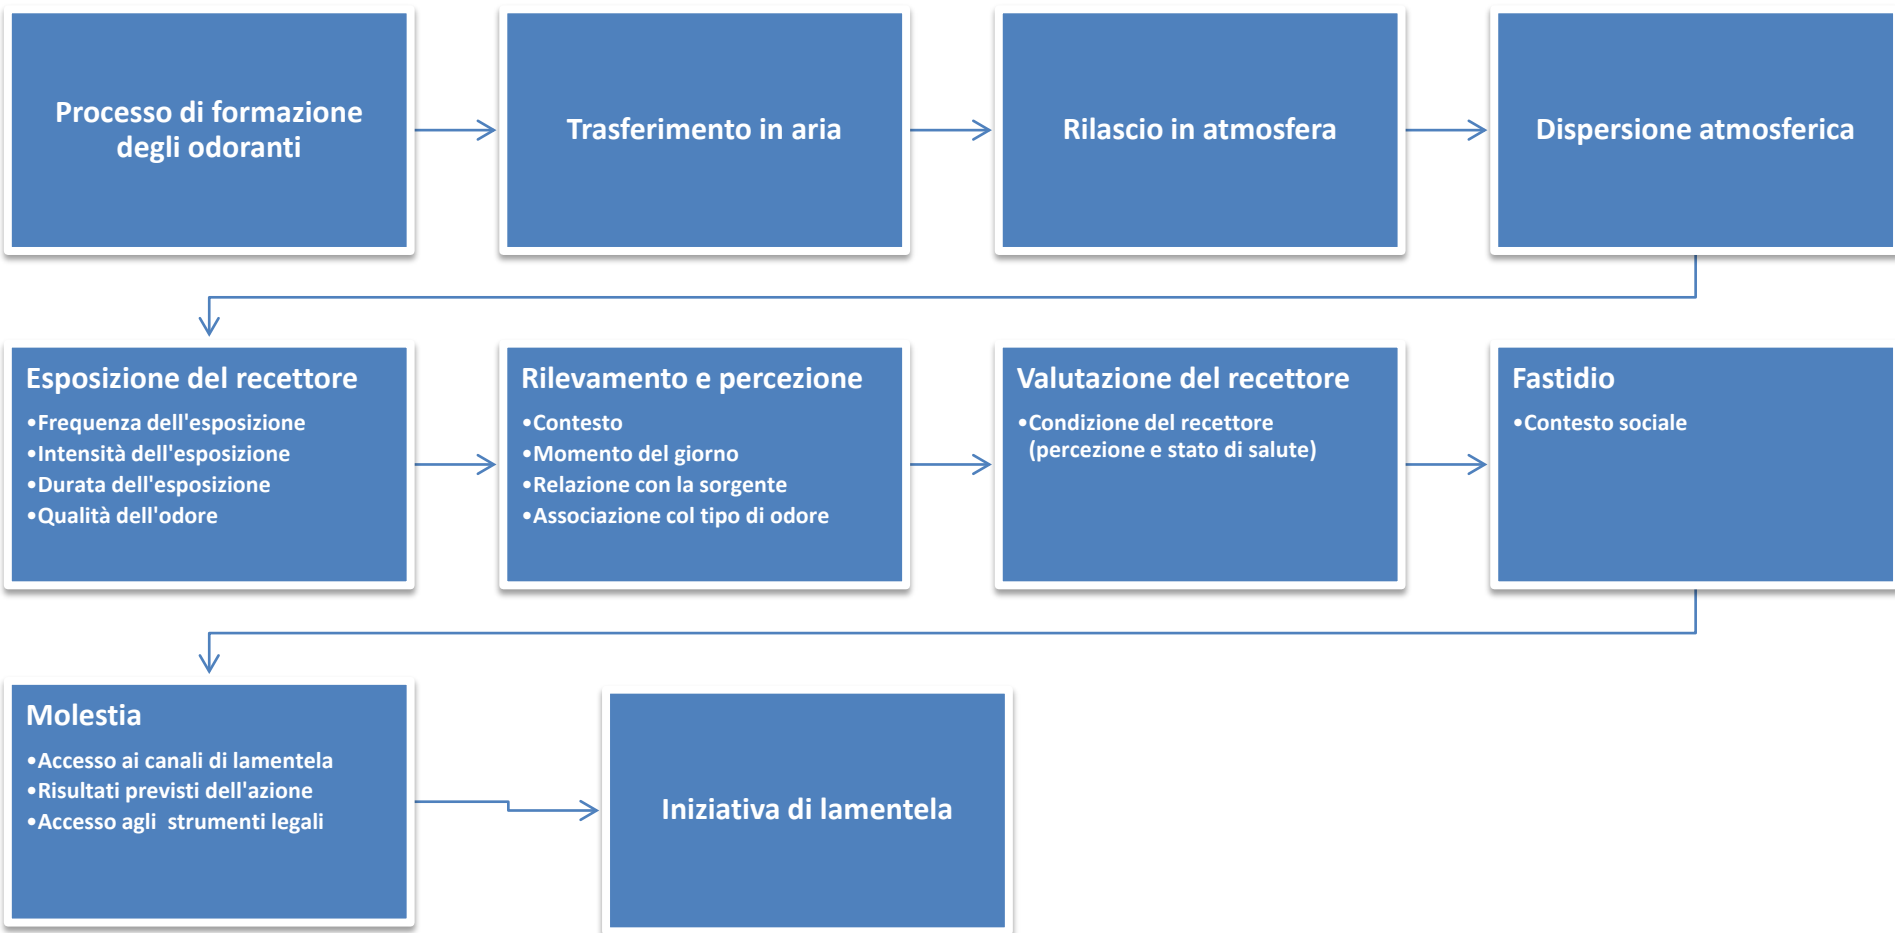 Processo di formazione
degli odoranti
Trasferimento in aria
Rilascio in atmosfera
Dispersione atmosferica
Esposizione del recettore
•Frequenza dell'esposizione
•Intensità dell'esposizione
•Durata dell'esposizione
•Qualità dell'odore
Rilevamento e percezione
•Contesto
•Momento del giorno
•Relazione con la sorgente
•Associazione col tipo di odore
Valutazione del recettore
•Condizione del recettore
(percezione e stato di salute)
Fastidio
•Contesto sociale
Molestia
•Accesso ai canali di lamentela
•Risultati previsti dell'azione
•Accesso agli  strumenti legali
Iniziativa di lamentela